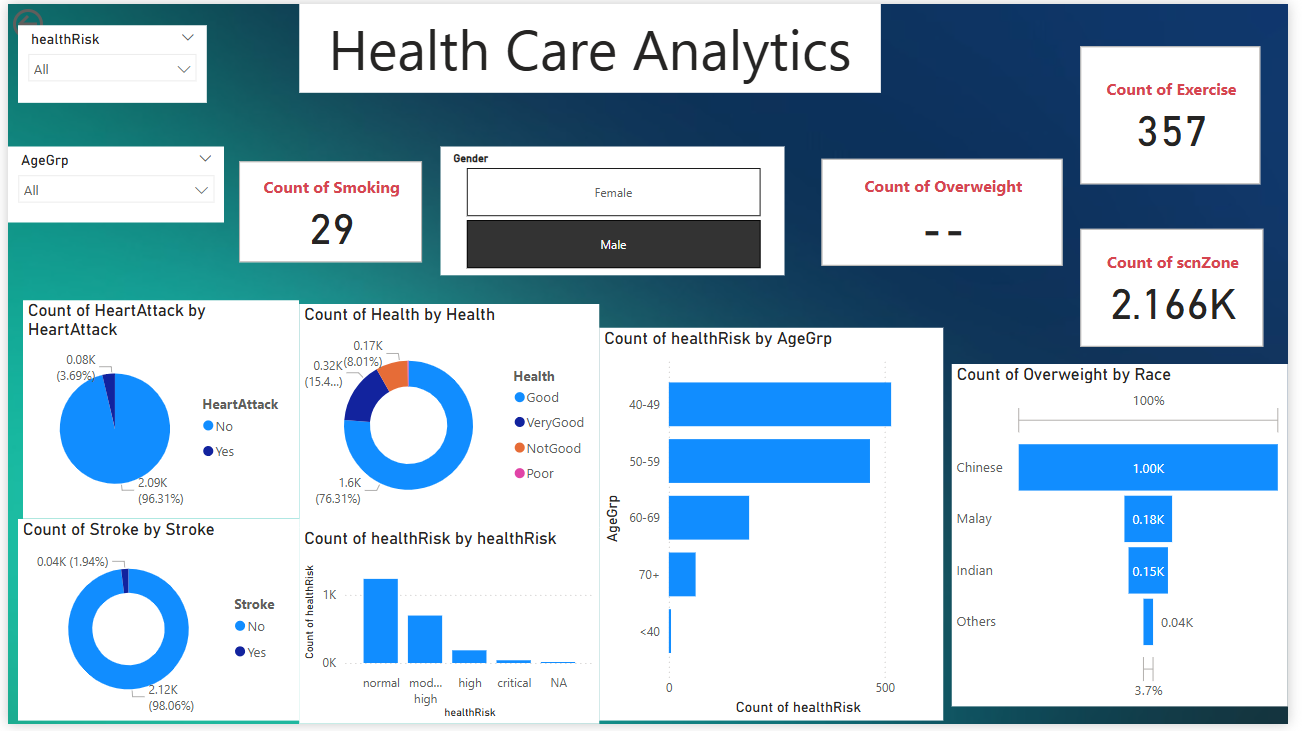 healthRisk
All
Health Care Analytics
Count of Exercise
357
AgeGrp
All
Count of Smoking
29
Gender
Female
Male
Count of Overweight
--
Count of scnZone
2.166K
Count of HeartAttack by
HeartAttack
0.08K
(3.69%)
2.09K
(96.31%)
HeartAttack
No
Yes
Count of Health by Health
0.17K
(8.01%)
0.32K
(15.4...)
1.6K
(76.31%)
Health
Good
VeryGood
NotGood
Poor
Count of Stroke by Stroke
0.04K (1.94%)
2.12K
(98.06%)
Stroke
No
Yes
Count of healthRisk by healthRisk
Count of healthRisk
1K
0K
normal
mod...
high
high
critical
NA
healthRisk
Count of healthRisk by AgeGrp
AgeGrp
40-49
50-59
60-69
70+
<40
0
500
Count of healthRisk
Count of Overweight by Race
100%
Chinese
1.00K
Malay
0.18K
Indian
0.15K
Others
0.04K
3.7%